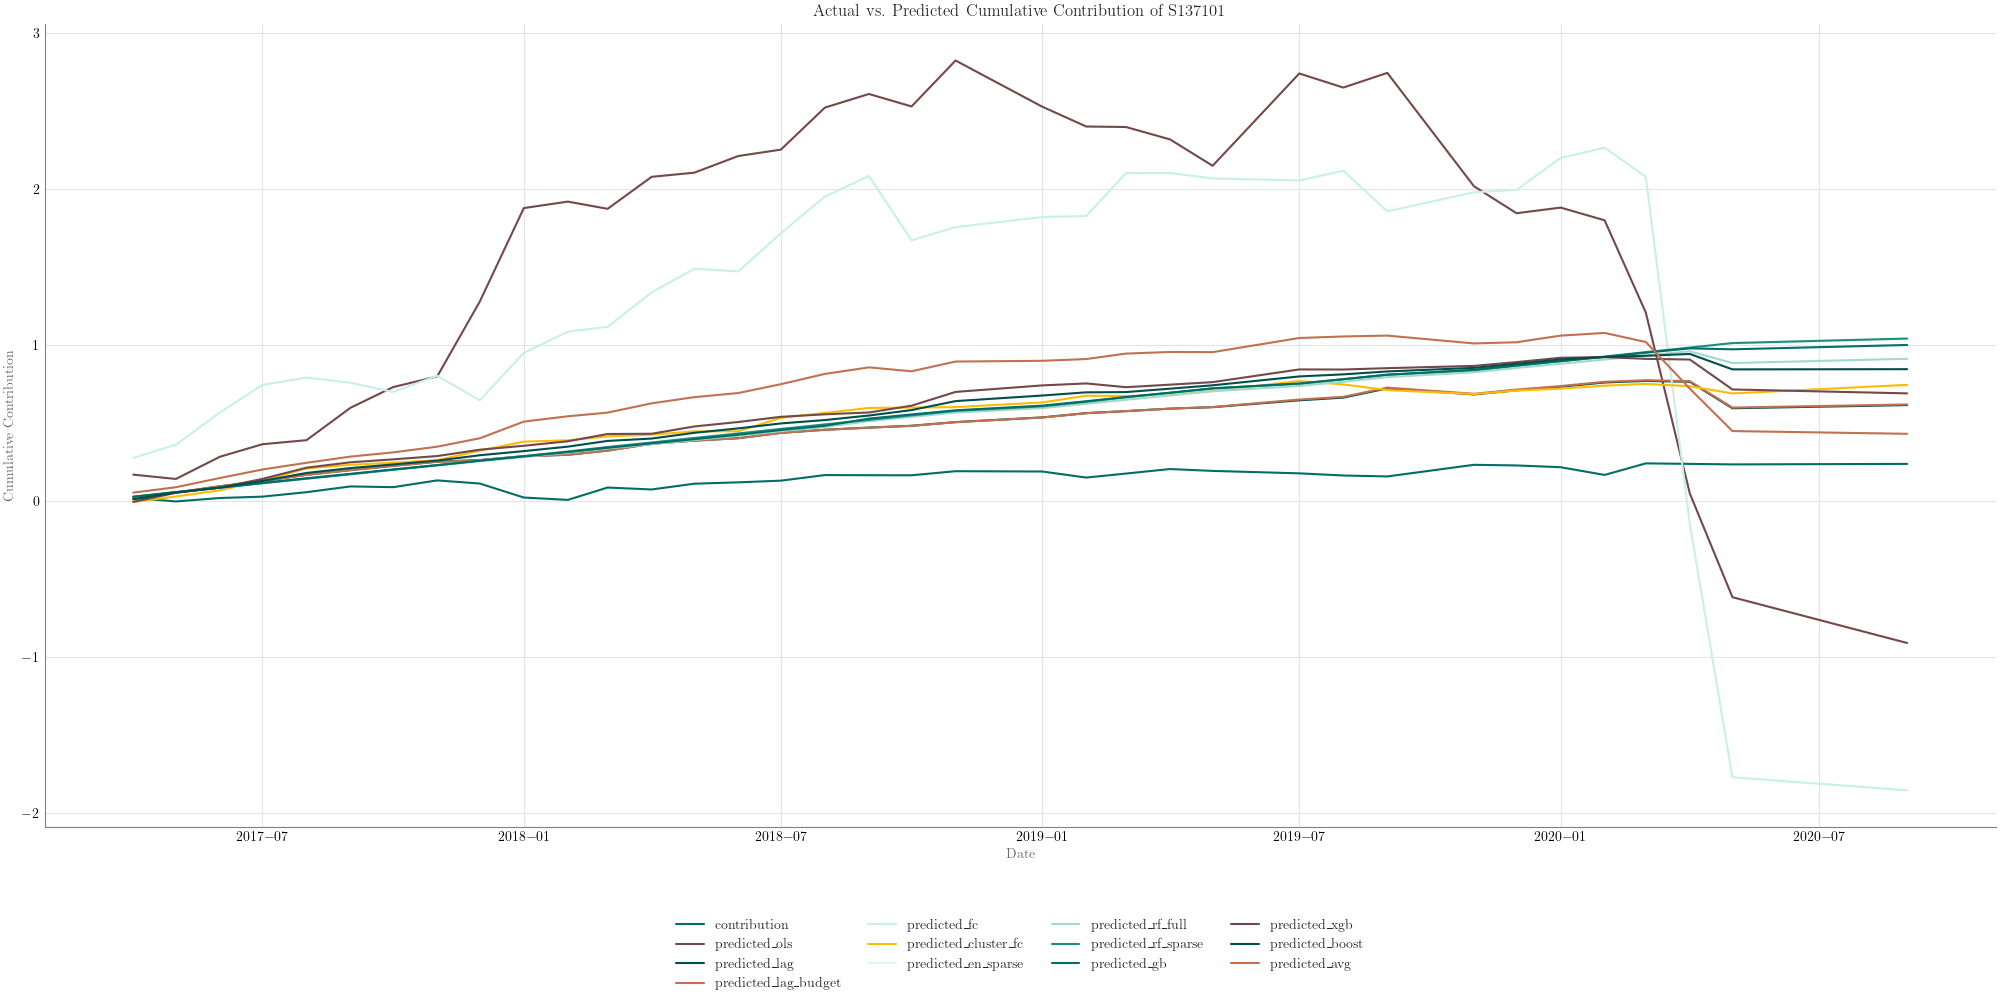 Actual vs. Predicted Cumulative Contribution of S137101
3
2
1
0
−1
−2
Cumulative Contribution
2017−07
2018−01
2018−07
2019−01
2019−07
2020−01
2020−07
Date
contribution
predicted_ols
predicted_lag
predicted_lag_budget
predicted_fc
predicted_cluster_fc
predicted_en_sparse
predicted_rf_full
predicted_rf_sparse
predicted_gb
predicted_xgb
predicted_boost
predicted_avg